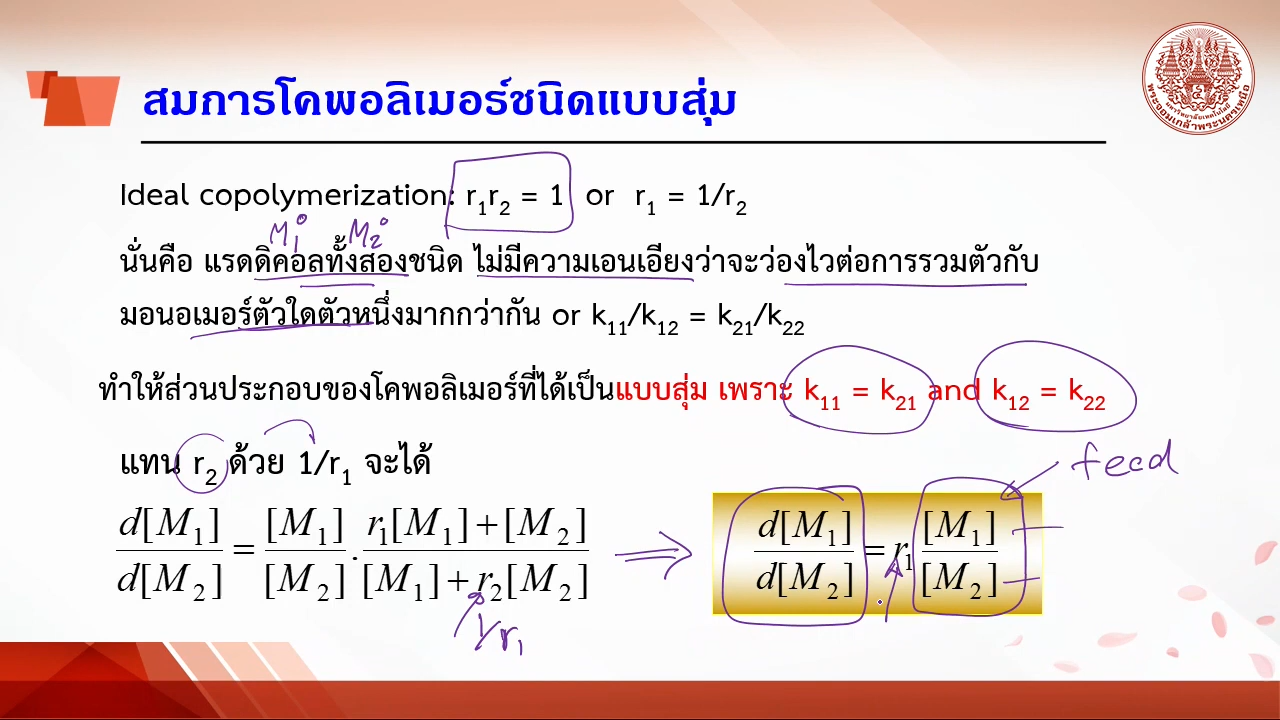 สมการโคพอลิเมอร์ชนิดแบบสุ่ม
Ideal copolymerization: r₁r₂ = 1 or r₁ = 1/r₂
M₁° M₂°
นั่นคือ แรดดิคอลทั้งสองชนิด ไม่มีความเอนเอียงว่าจะว่องไวต่อการรวมตัวกับ
มอนอเมอร์ตัวใดตัวหนึ่งมากกว่ากัน or k₁₁/k₁₂ = k₂₁/k₂₂
ทำให้ส่วนประกอบของโคพอลิเมอร์ที่ได้เป็นแบบสุ่ม เพราะ k₁₁ = k₂₁ and k₁₂ = k₂₂
แทน r₂ ด้วย 1/r₁ จะได้
feed
d[M₁]/d[M₂] = [M₁]/[M₂] . r₁[M₁]+[M₂]/[M₁]+r₂[M₂] ⇒ d[M₁]/d[M₂] = r₁ [M₁]/[M₂]
1/r₁